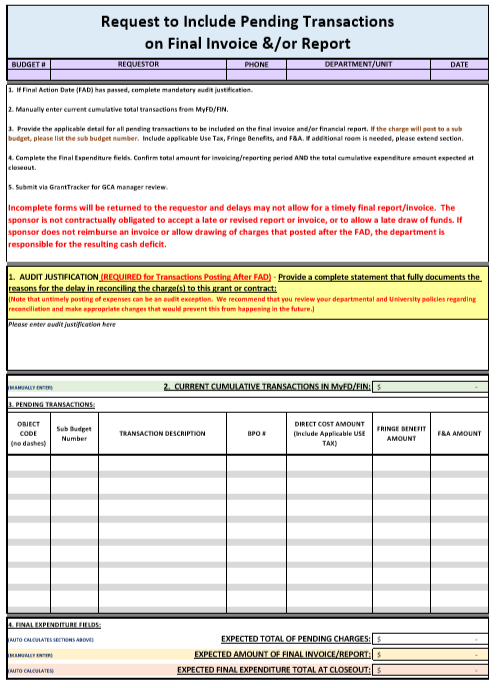 Request to Include Pending Transactions
on Final Invoice &/or Report
BUDGET # REQUESTOR PHONE DEPARTMENT/UNIT DATE
1. If Final Action Date (FAD) has passed, complete mandatory audit justification.
2. Manually enter current cumulative total transactions from MyFD/FIN.
3. Provide the applicable detail for all pending transactions to be included on the final invoice and/or financial report. If the charge will post to a sub
budget, please list the sub budget number. Include applicable Use Tax, Fringe Benefits, and F&A. If additional room is needed, please extend section.
4. Complete the Final Expenditure fields. Confirm total amount for invoicing/reporting period AND the total cumulative expenditure amount expected at
closeout.
5. Submit via GrantTracker for GCA manager review.
Incomplete forms will be returned to the requestor and delays may not allow for a timely final report/invoice. The
sponsor is not contractually obligated to accept a late or revised report or invoice, or to allow a late draw of funds. If
sponsor does not reimburse an invoice or allow drawing of charges that posted after the FAD, the department is
responsible for the resulting cash deficit.
1. AUDIT JUSTIFICATION (REQUIRED for Transactions Posting After FAD) - Provide a complete statement that fully documents the
reasons for the delay in reconciling the charge(s) to this grant or contract:
(Note that untimely posting of expenses can be an audit exception. We recommend that you review your departmental and University policies regarding
reconciliation and make appropriate changes that would prevent this from happening in the future.)
Please enter audit justification here
(MANUALLY ENTER) 2. CURRENT CUMULATIVE TRANSACTIONS IN MyFD/FIN: $ -
3. PENDING TRANSACTIONS:
OBJECT
CODE
(no dashes)
Sub Budget
Number
TRANSACTION DESCRIPTION
BPO #
DIRECT COST AMOUNT
(Include Applicable USE
TAX)
FRINGE BENEFIT
AMOUNT
F&A AMOUNT
4. FINAL EXPENDITURE FIELDS:
(AUTO CALCULATES SECTIONS ABOVE) EXPECTED TOTAL OF PENDING CHARGES: $ -
(MANUALLY ENTER) EXPECTED AMOUNT OF FINAL INVOICE/REPORT: $ -
(AUTO CALCULATES) EXPECTED FINAL EXPENDITURE TOTAL AT CLOSEOUT: $ -